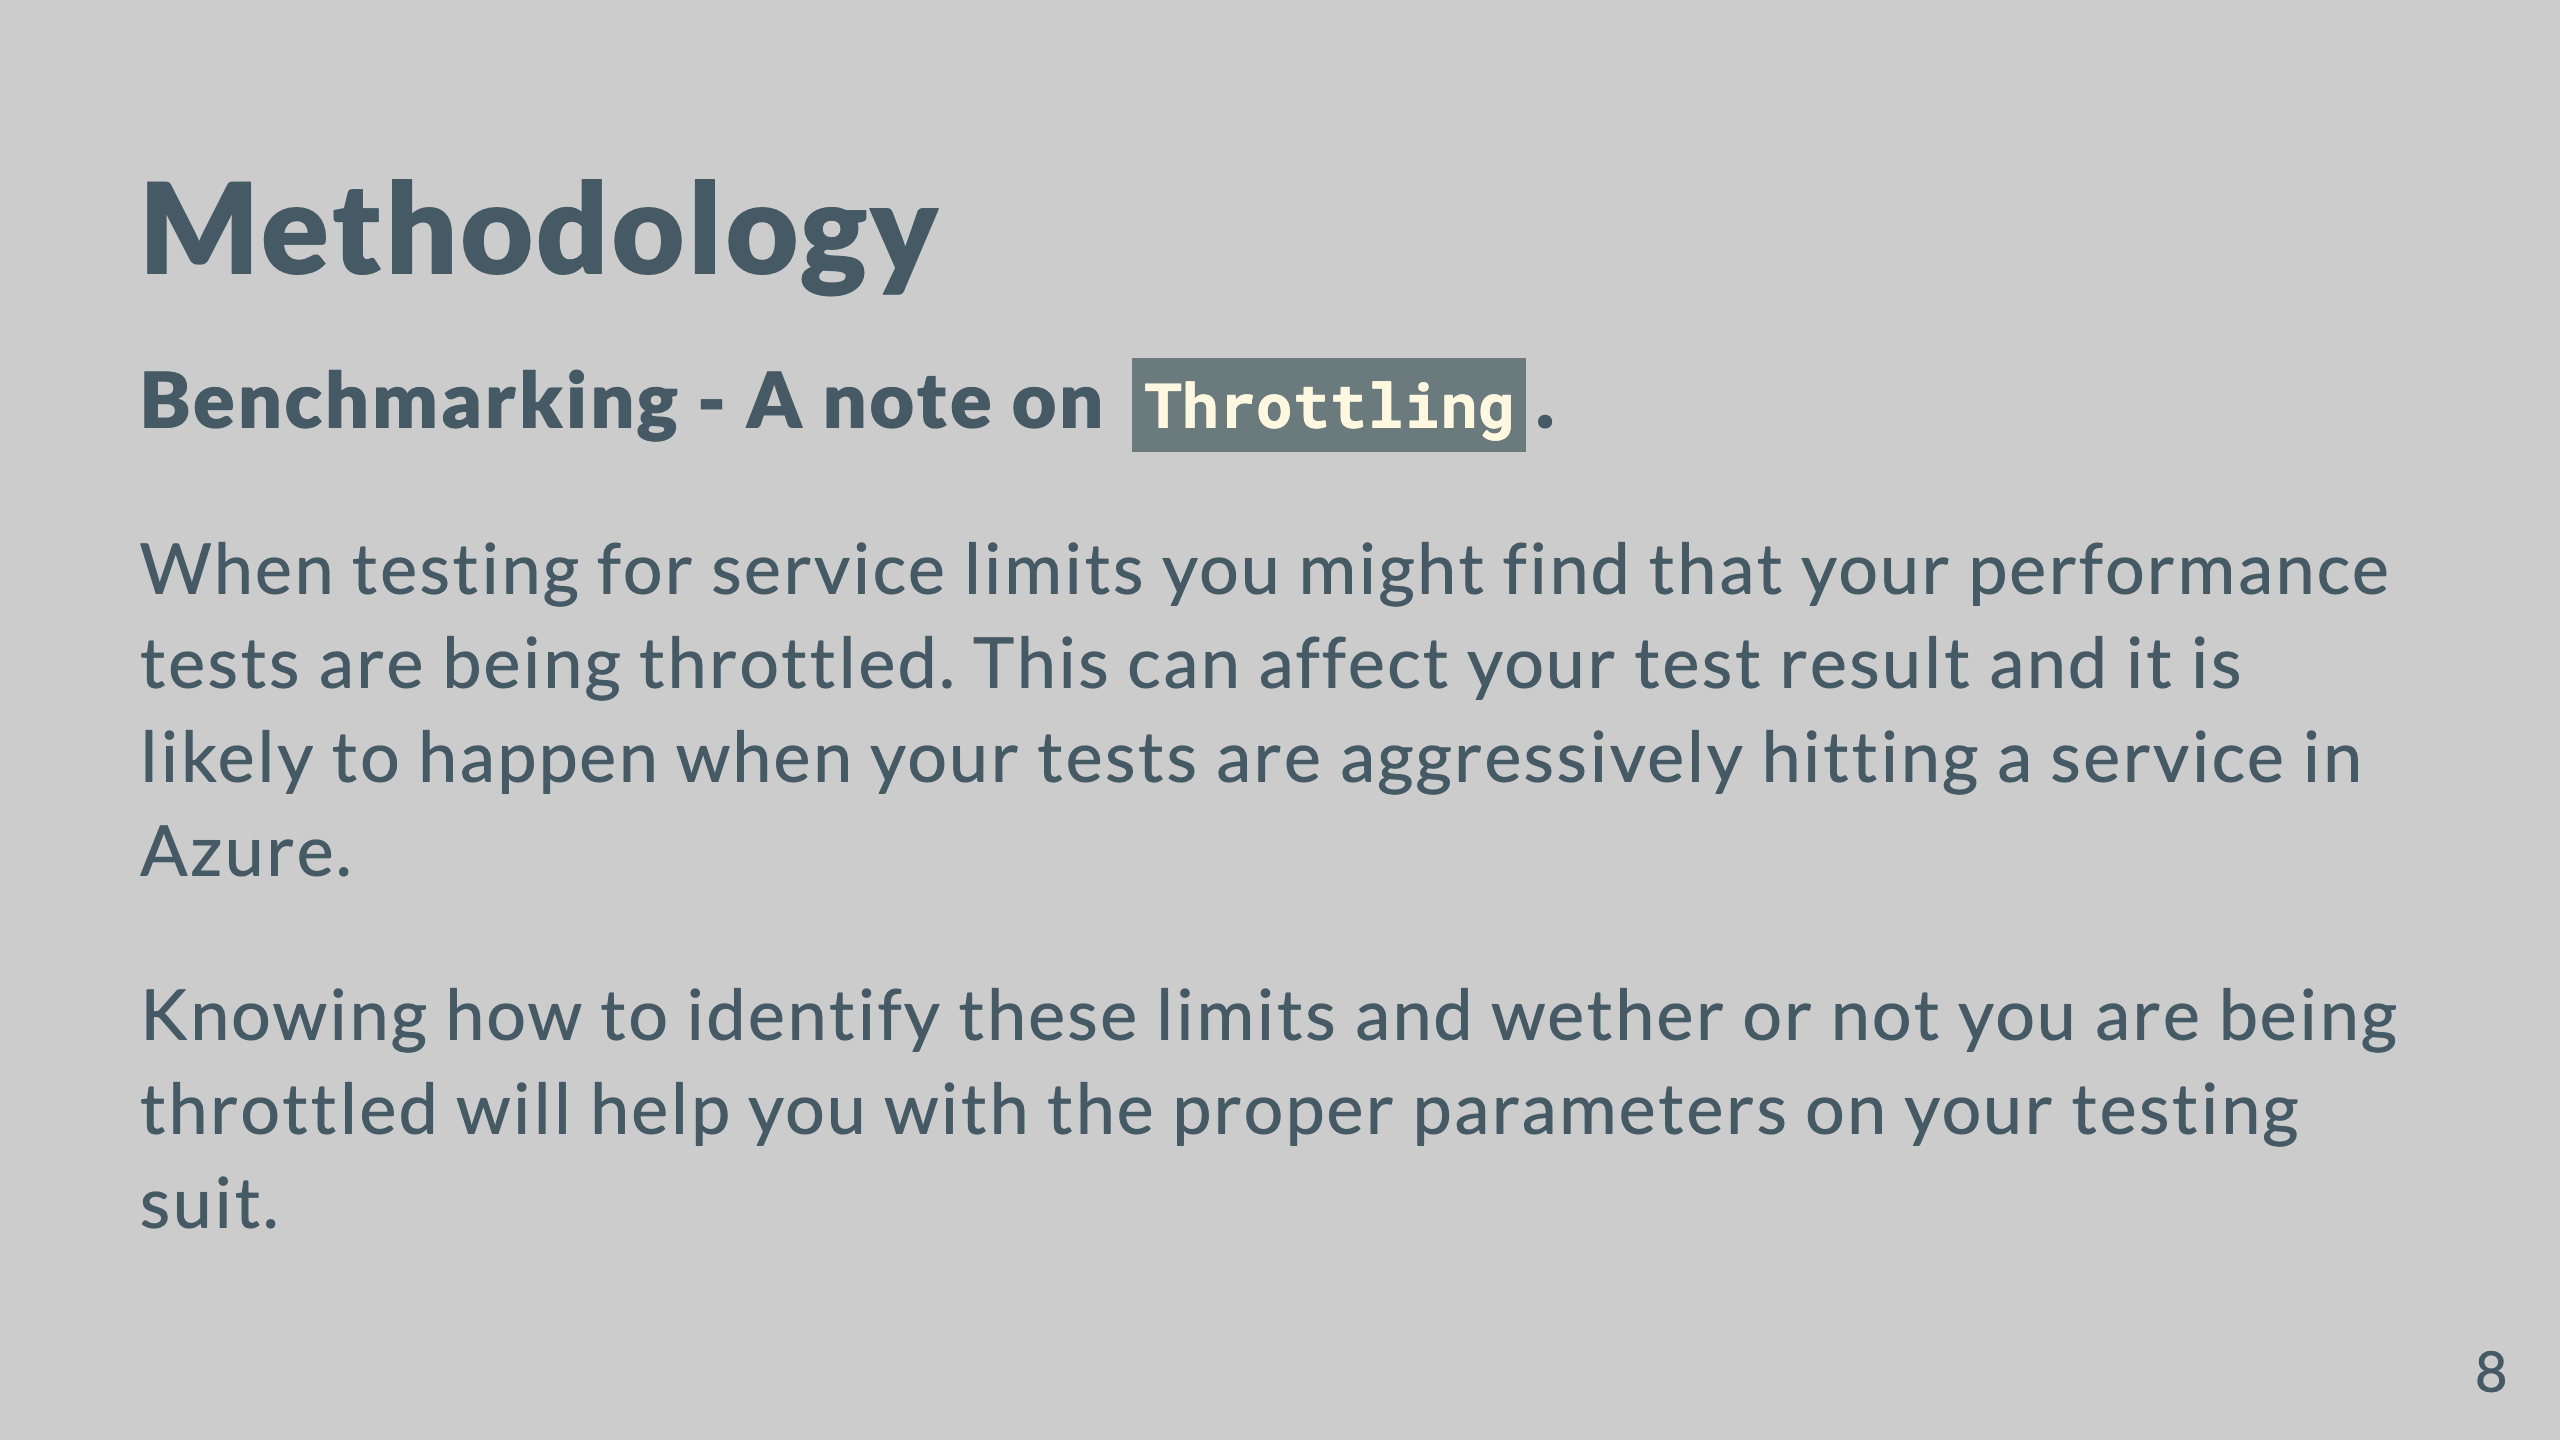 Methodology
Benchmarking - A note on Throttling.
When testing for service limits you might find that your performance
tests are being throttled. This can affect your test result and it is
likely to happen when your tests are aggressively hitting a service in
Azure.
Knowing how to identify these limits and wether or not you are being
throttled will help you with the proper parameters on your testing
suit.
8